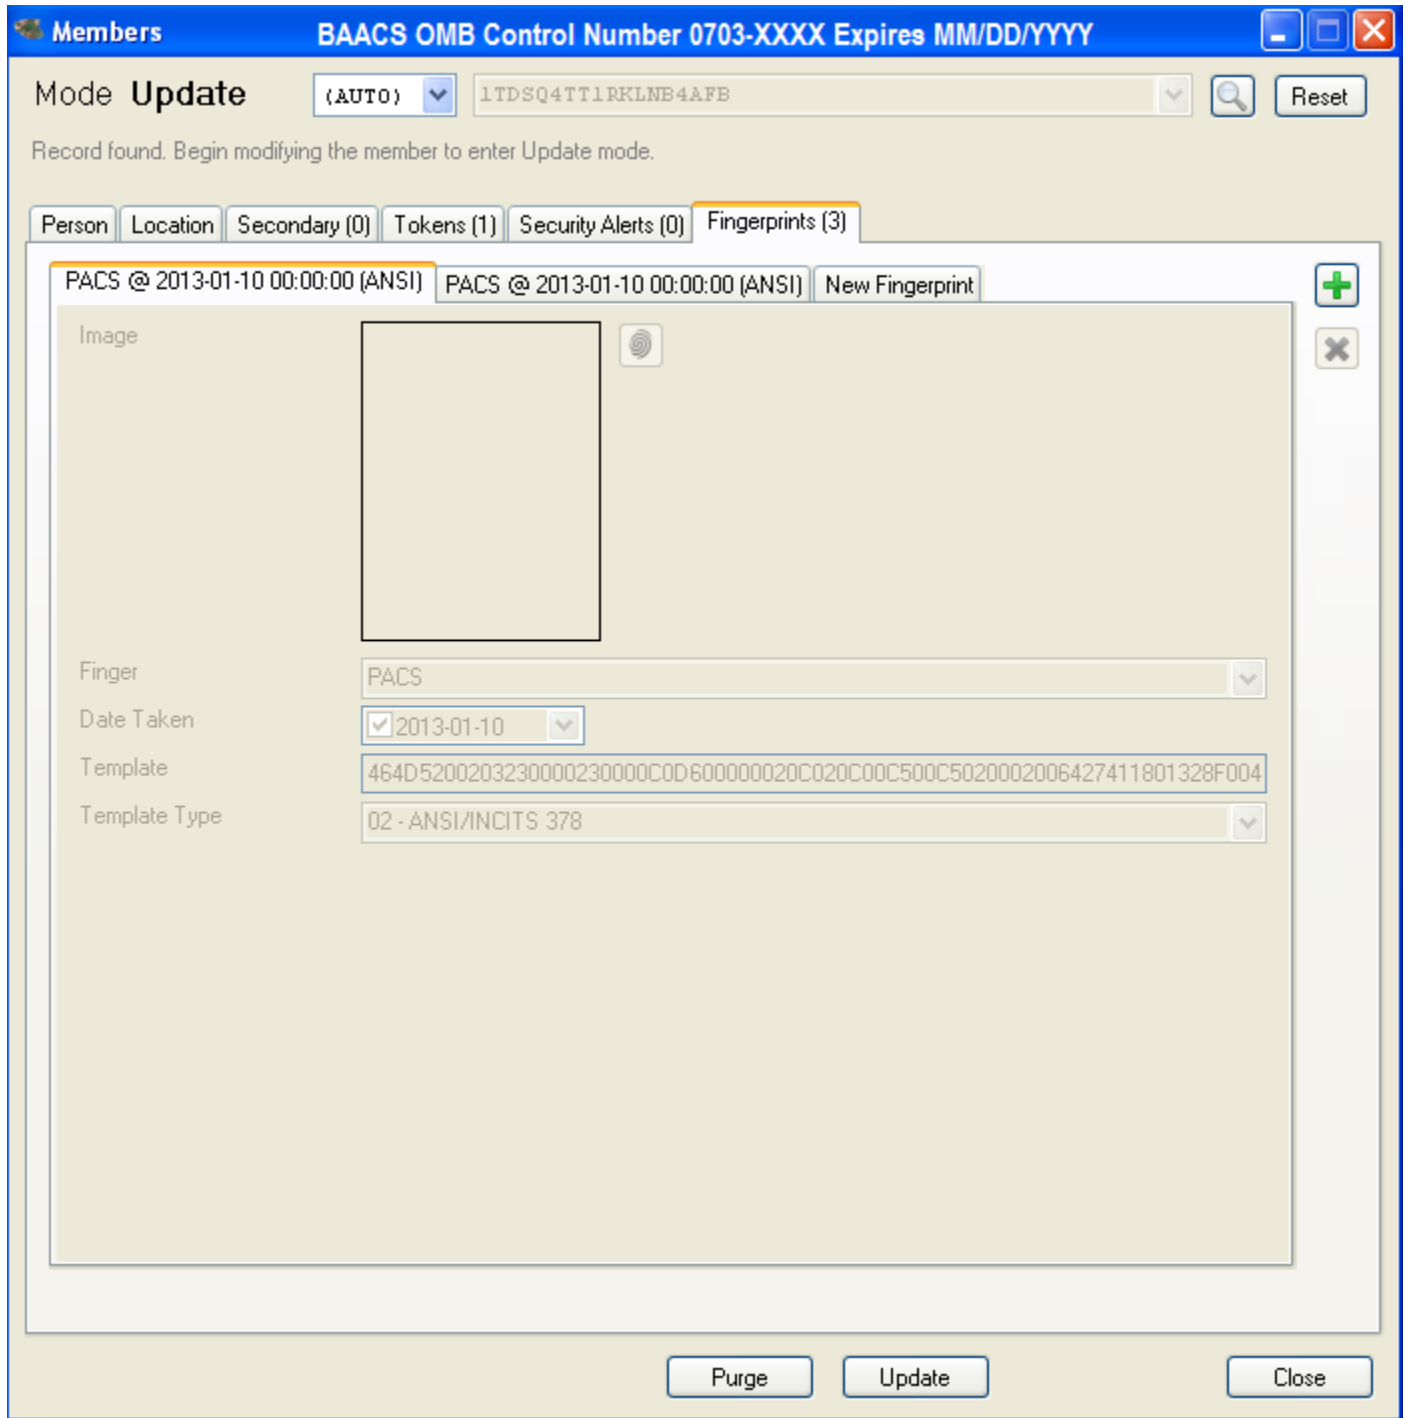 Members BAACS OMB Control Number 0703-XXXX Expires MM/DD/YYYY
Mode Update (AUTO) 1TDSQ4TT1RKLNB4AFB Reset
Record found. Begin modifying the member to enter Update mode.
Person Location Secondary (0) Tokens (1) Security Alerts (0) Fingerprints (3)
PACS @ 2013-01-10 00:00:00 (ANSI) PACS @ 2013-01-10 00:00:00 (ANSI) New Fingerprint
Image
Finger PACS
Date Taken 2013-01-10
Template 464D5200203230000230000C0D600000020C020C00C500C5020002006427411801328F004
Template Type 02 - ANSI/INCITS 378
Purge Update Close